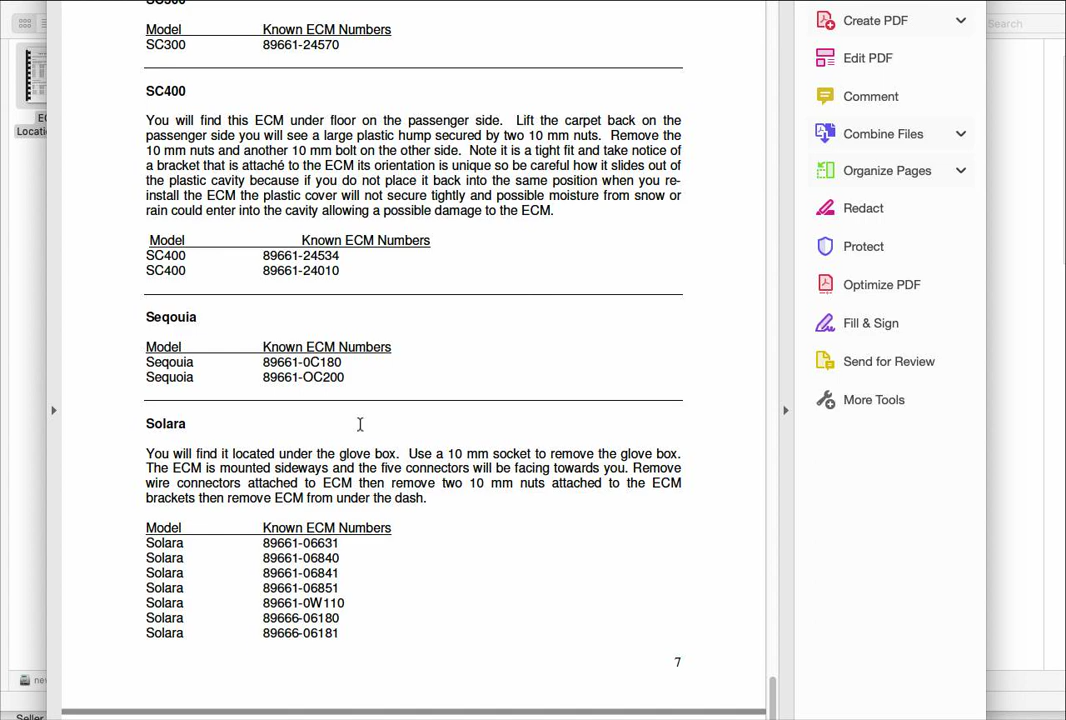 SC300
Model Known ECM Numbers
SC300 89661-24570
SC400
You will find this ECM under floor on the passenger side. Lift the carpet back on the
passenger side you will see a large plastic hump secured by two 10 mm nuts. Remove the
10 mm nuts and another 10 mm bolt on the other side. Note it is a tight fit and take notice of
a bracket that is attaché to the ECM its orientation is unique so be careful how it slides out of
the plastic cavity because if you do not place it back into the same position when you re-
install the ECM the plastic cover will not secure tightly and possible moisture from snow or
rain could enter into the cavity allowing a possible damage to the ECM.
Model Known ECM Numbers
SC400 89661-24534
SC400 89661-24010
Seqouia
Model Known ECM Numbers
Seqouia 89661-0C180
Sequoia 89661-OC200
Solara
You will find it located under the glove box. Use a 10 mm socket to remove the glove box.
The ECM is mounted sideways and the five connectors will be facing towards you. Remove
wire connectors attached to ECM then remove two 10 mm nuts attached to the ECM
brackets then remove ECM from under the dash.
Model Known ECM Numbers
Solara 89661-06631
Solara 89661-06840
Solara 89661-06841
Solara 89661-06851
Solara 89661-0W110
Solara 89666-06180
Solara 89666-06181
7
Create PDF
Edit PDF
Comment
Combine Files
Organize Pages
Redact
Protect
Optimize PDF
Fill & Sign
Send for Review
More Tools
Search
EC
Locatio
nev
Seller